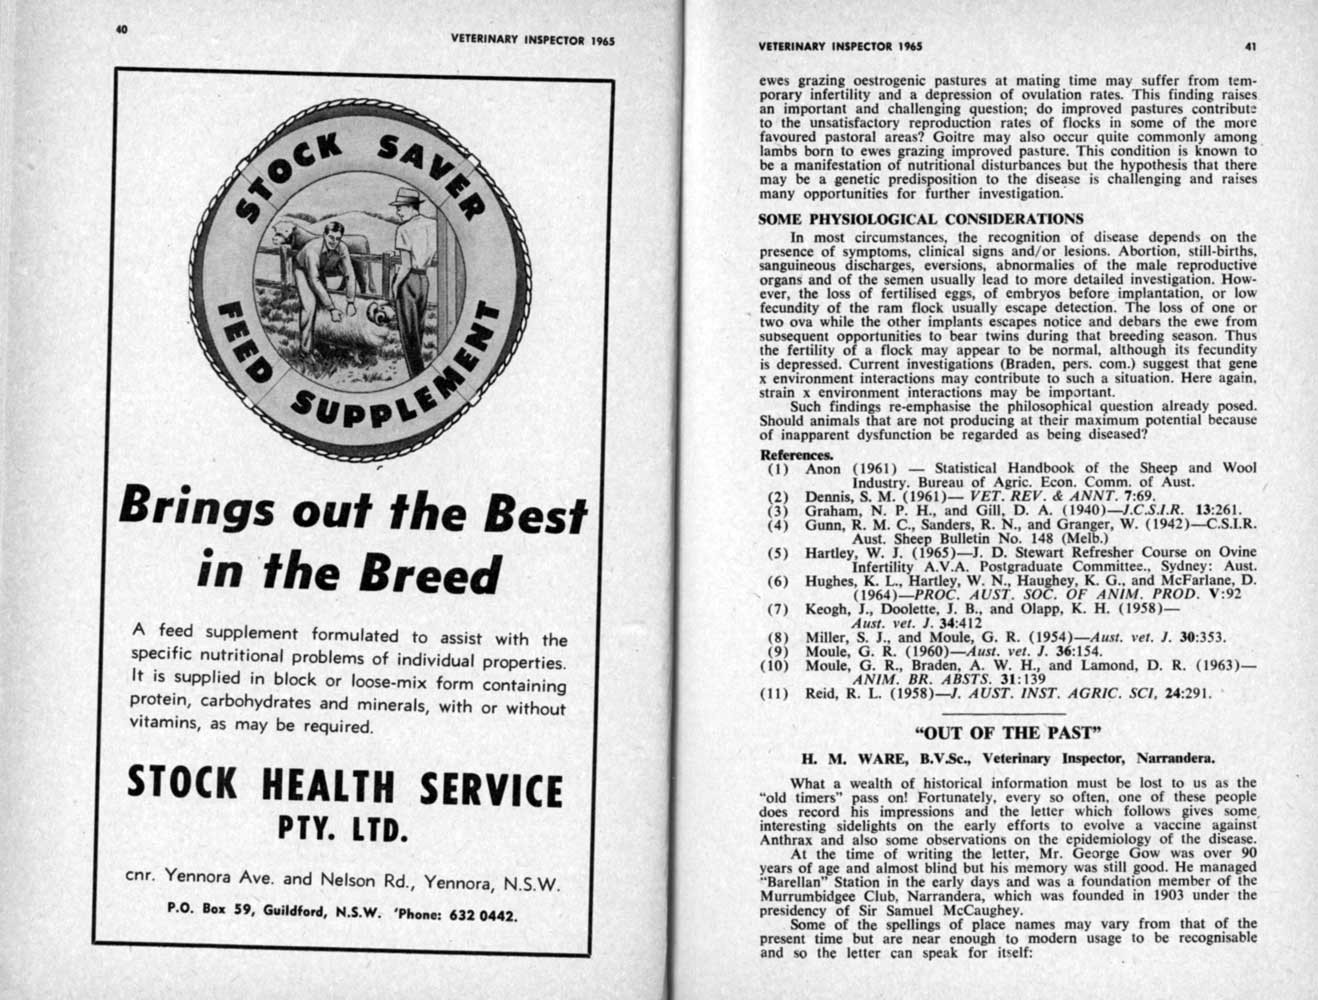 40
VETERINARY INSPECTOR 1965
STOCK SAVER
FEED SUPPLEMENT
Brings out the Best
in the Breed
A feed supplement formulated to assist with the
specific nutritional problems of individual properties.
It is supplied in block or loose-mix form containing
protein, carbohydrates and minerals, with or without
vitamins, as may be required.
STOCK HEALTH SERVICE
PTY. LTD.
cnr. Yennora Ave. and Nelson Rd., Yennora, N.S.W.
P.O. Box 59, Guildford, N.S.W. 'Phone: 632 0442.
VETERINARY INSPECTOR 1965
41
ewes grazing oestrogenic pastures at mating time may suffer from tem-
porary infertility and a depression of ovulation rates. This finding raises
an important and challenging question; do improved pastures contribute
to the unsatisfactory reproduction rates of flocks in some of the more
favoured pastoral areas? Goitre may also occur quite commonly among
lambs born to ewes grazing improved pasture. This condition is known to
be a manifestation of nutritional disturbances but the hypothesis that there
may be a genetic predisposition to the disease is challenging and raises
many opportunities for further investigation.
SOME PHYSIOLOGICAL CONSIDERATIONS
In most circumstances, the recognition of disease depends on the
presence of symptoms, clinical signs and/or lesions. Abortion, still-births,
sanguineous discharges, eversions, abnormalies of the male reproductive
organs and of the semen usually lead to more detailed investigation. How-
ever, the loss of fertilised eggs, of embryos before implantation, or low
fecundity of the ram flock usually escape detection. The loss of one or
two ova while the other implants escapes notice and debars the ewe from
subsequent opportunities to bear twins during that breeding season. Thus
the fertility of a flock may appear to be normal, although its fecundity
is depressed. Current investigations (Braden, pers. com.) suggest that gene
x environment interactions may contribute to such a situation. Here again,
strain x environment interactions may be important.
Such findings re-emphasise the philosophical question already posed.
Should animals that are not producing at their maximum potential because
of inapparent dysfunction be regarded as being diseased?
References.
(1) Anon (1961) — Statistical Handbook of the Sheep and Wool
Industry. Bureau of Agric. Econ. Comm. of Aust.
(2) Dennis, S. M. (1961)— VET. REV. & ANNT. 7:69.
(3) Graham, N. P. H., and Gill, D. A. (1940)—J.C.S.I.R. 13:261.
(4) Gunn, R. M. C., Sanders, R. N., and Granger, W. (1942)—C.S.I.R.
Aust. Sheep Bulletin No. 148 (Melb.)
(5) Hartley, W. J. (1965)—J. D. Stewart Refresher Course on Ovine
Infertility A.V.A. Postgraduate Committee., Sydney: Aust.
(6) Hughes, K. L., Hartley, W. N., Haughey, K. G., and McFarlane, D.
(1964)—PROC. AUST. SOC. OF ANIM. PROD. V:92
(7) Keogh, J., Doolette, J. B., and Olapp, K. H. (1958)—
Aust. vet. J. 34:412
(8) Miller, S. J., and Moule, G. R. (1954)—Aust. vet. J. 30:353.
(9) Moule, G. R. (1960)—Aust. vet. J. 36:154.
(10) Moule, G. R., Braden, A. W. H., and Lamond, D. R. (1963)—
ANIM. BR. ABSTS. 31:139
(11) Reid, R. L. (1958)—J. AUST. INST. AGRIC. SCI, 24:291.
"OUT OF THE PAST"
H. M. WARE, B.V.Sc., Veterinary Inspector, Narrandera.
What a wealth of historical information must be lost to us as the
"old timers" pass on! Fortunately, every so often, one of these people
does record his impressions and the letter which follows gives some
interesting sidelights on the early efforts to evolve a vaccine against
Anthrax and also some observations on the epidemiology of the disease.
At the time of writing the letter, Mr. George Gow was over 90
years of age and almost blind but his memory was still good. He managed
"Barellan" Station in the early days and was a foundation member of the
Murrumbidgee Club, Narrandera, which was founded in 1903 under the
presidency of Sir Samuel McCaughey.
Some of the spellings of place names may vary from that of the
present time but are near enough to modern usage to be recognisable
and so the letter can speak for itself: